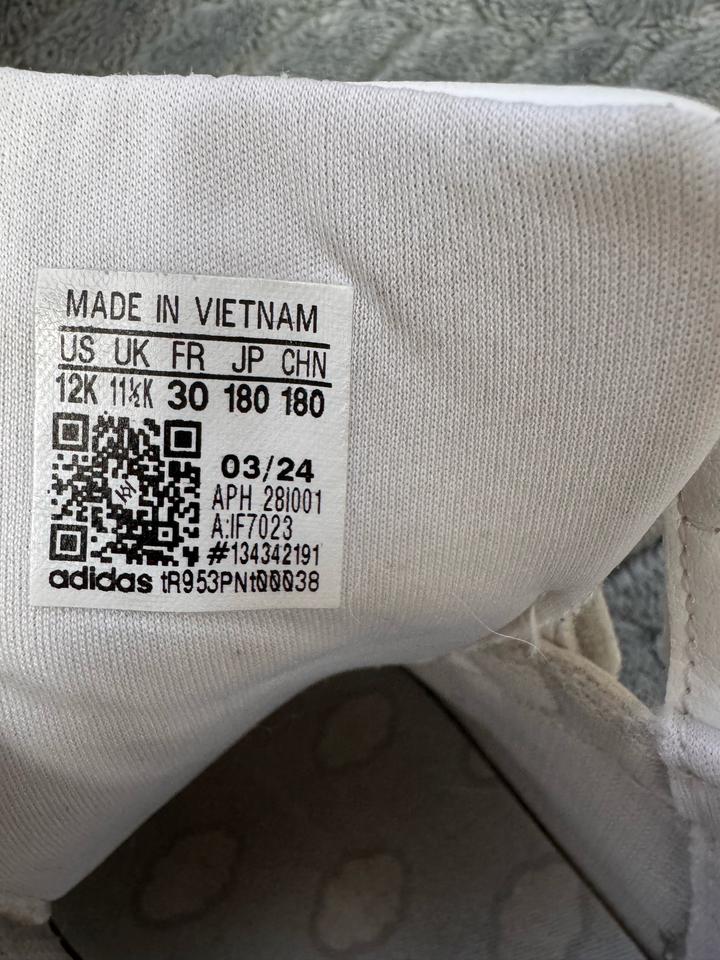 MADE IN VIETNAM
US UK FR JP CHN
12K 11½K 30 180 180
03/24
APH 28I001
A:IF7023
#134342191
adidas tR953PNt00038